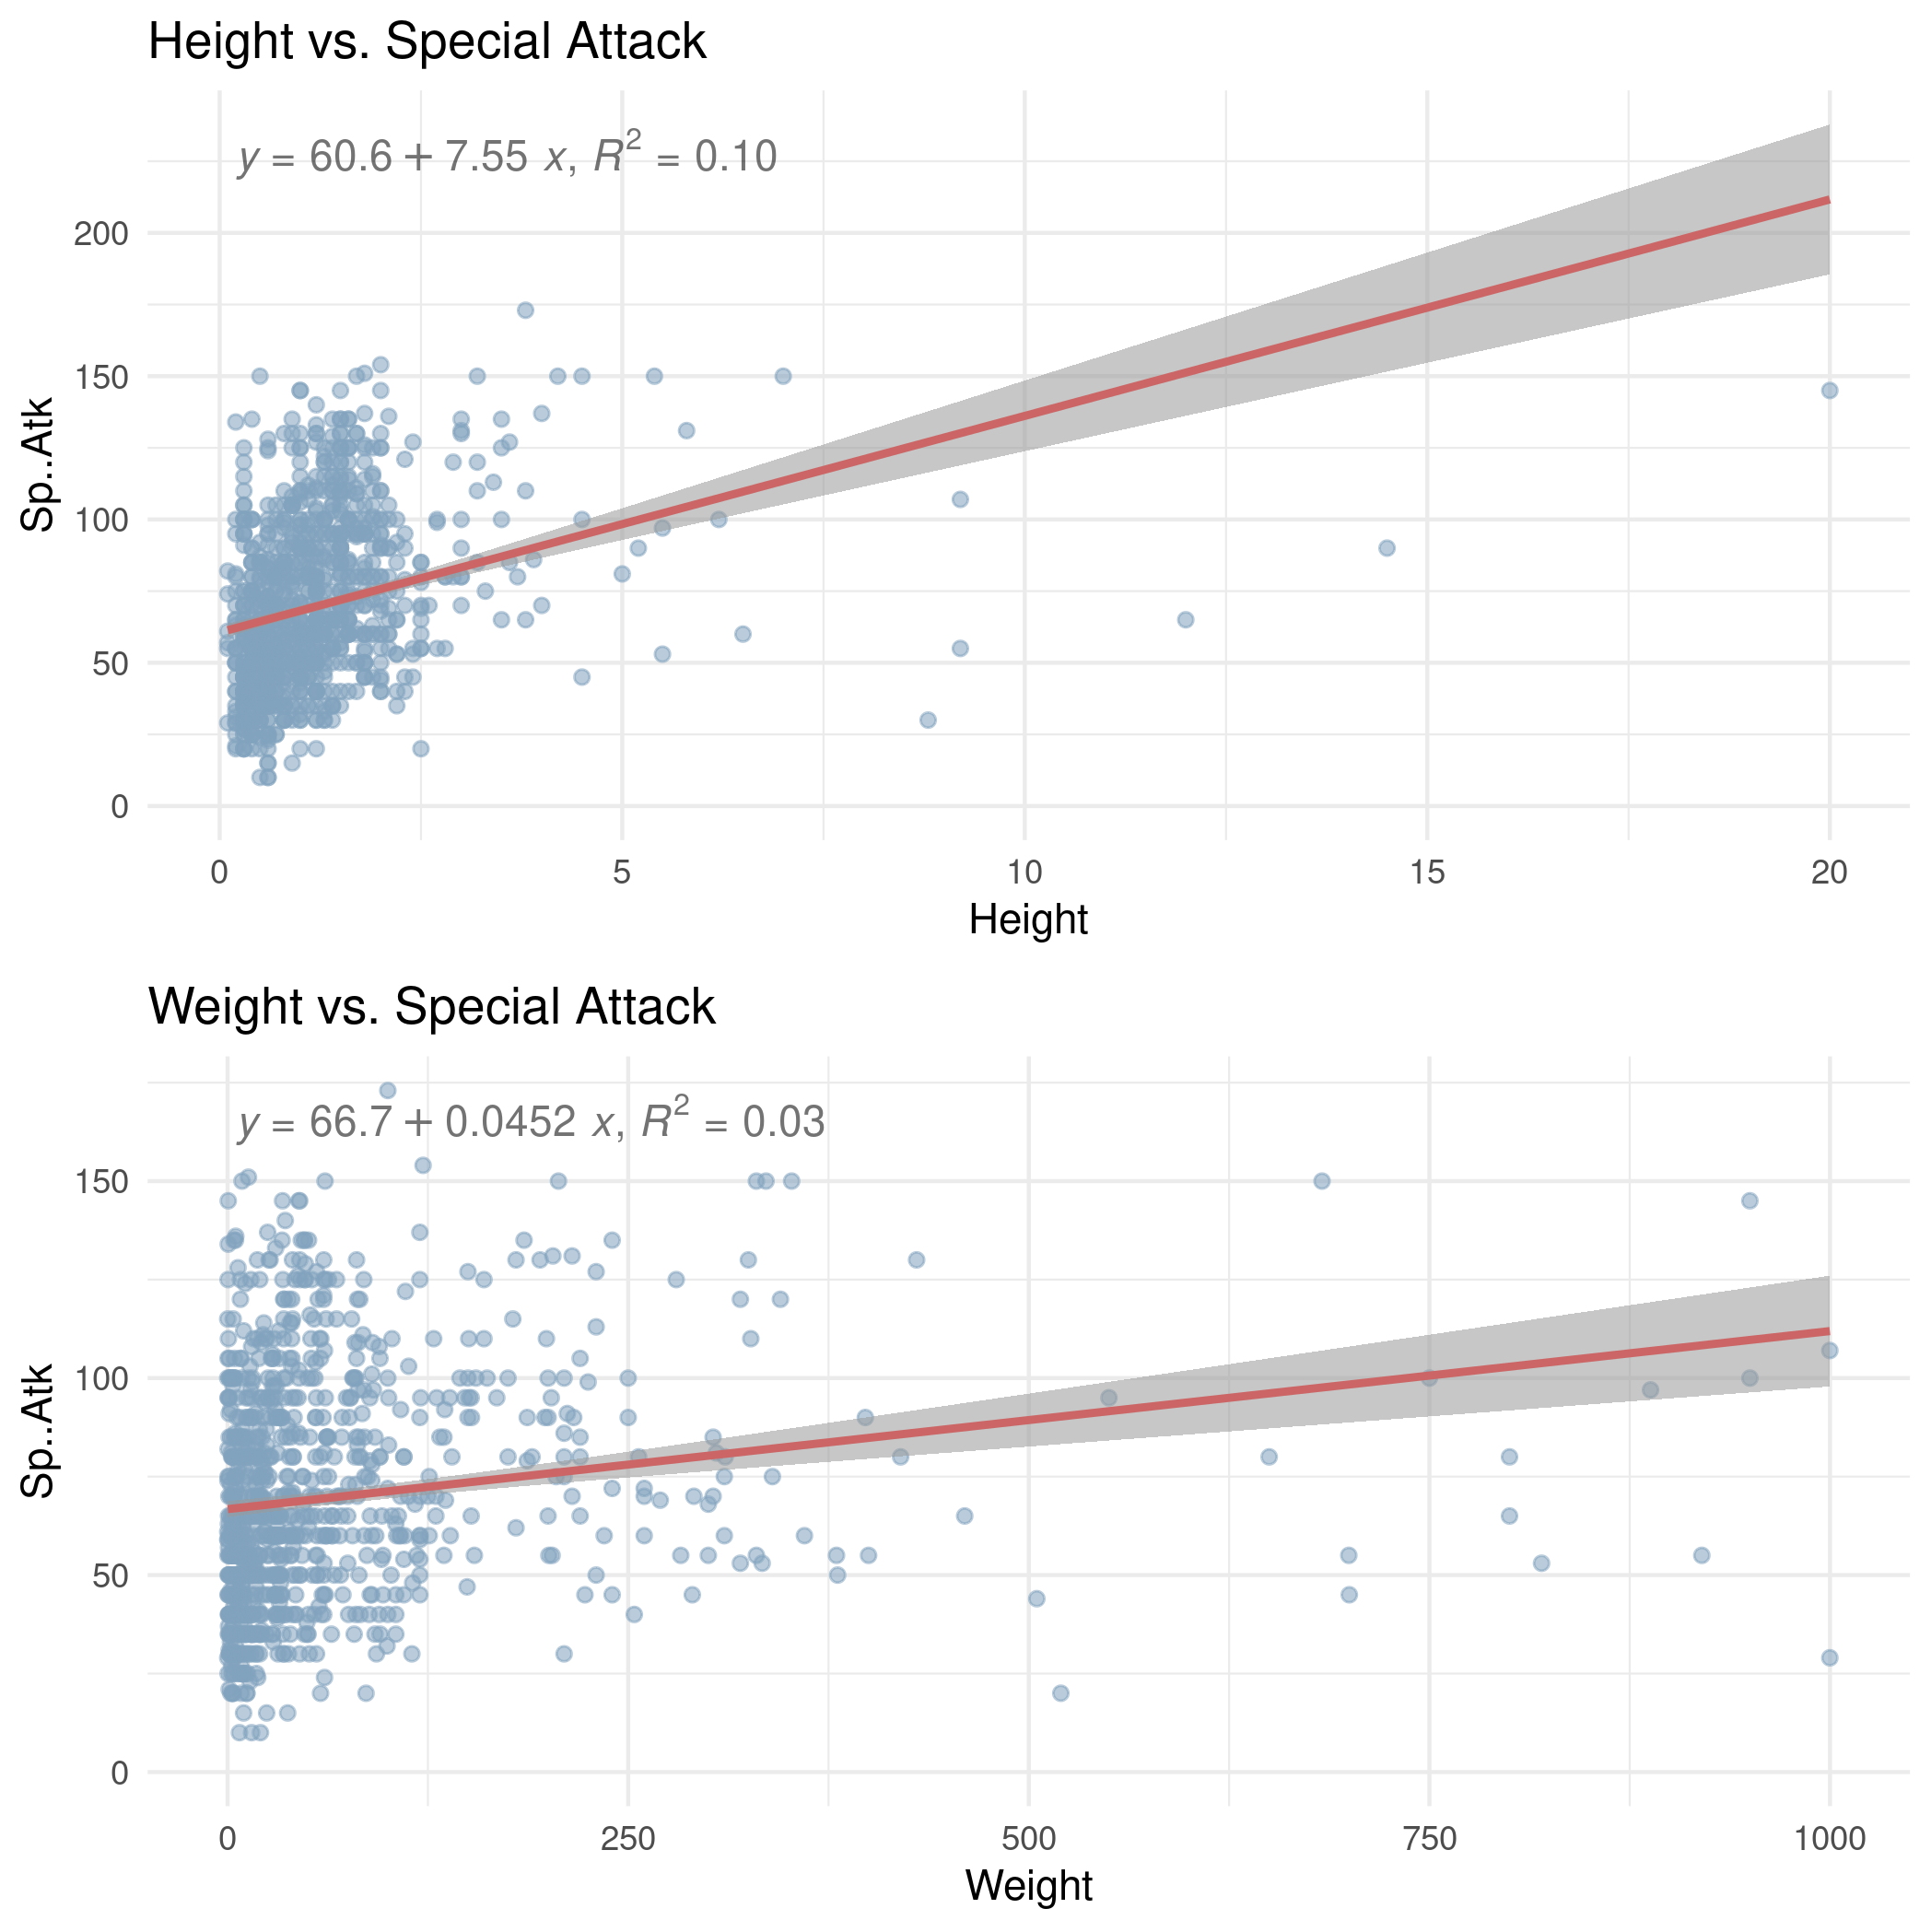 Height vs. Special Attack
y = 60.6 + 7.55 x, R² = 0.10
200
150
100
50
0
Sp..Atk
0 5 10 15 20
Height
Weight vs. Special Attack
y = 66.7 + 0.0452 x, R² = 0.03
150
100
50
0
Sp..Atk
0 250 500 750 1000
Weight